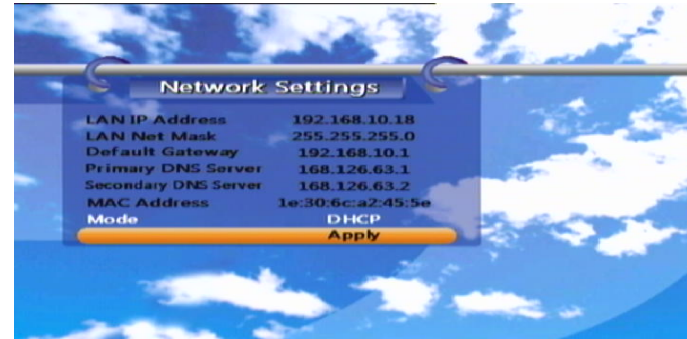 Network Settings
LAN IP Address 192.168.10.18
LAN Net Mask 255.255.255.0
Default Gateway 192.168.10.1
Primary DNS Server 168.126.63.1
Secondary DNS Server 168.126.63.2
MAC Address 1e:30:6c:a2:45:5e
Mode DHCP
Apply